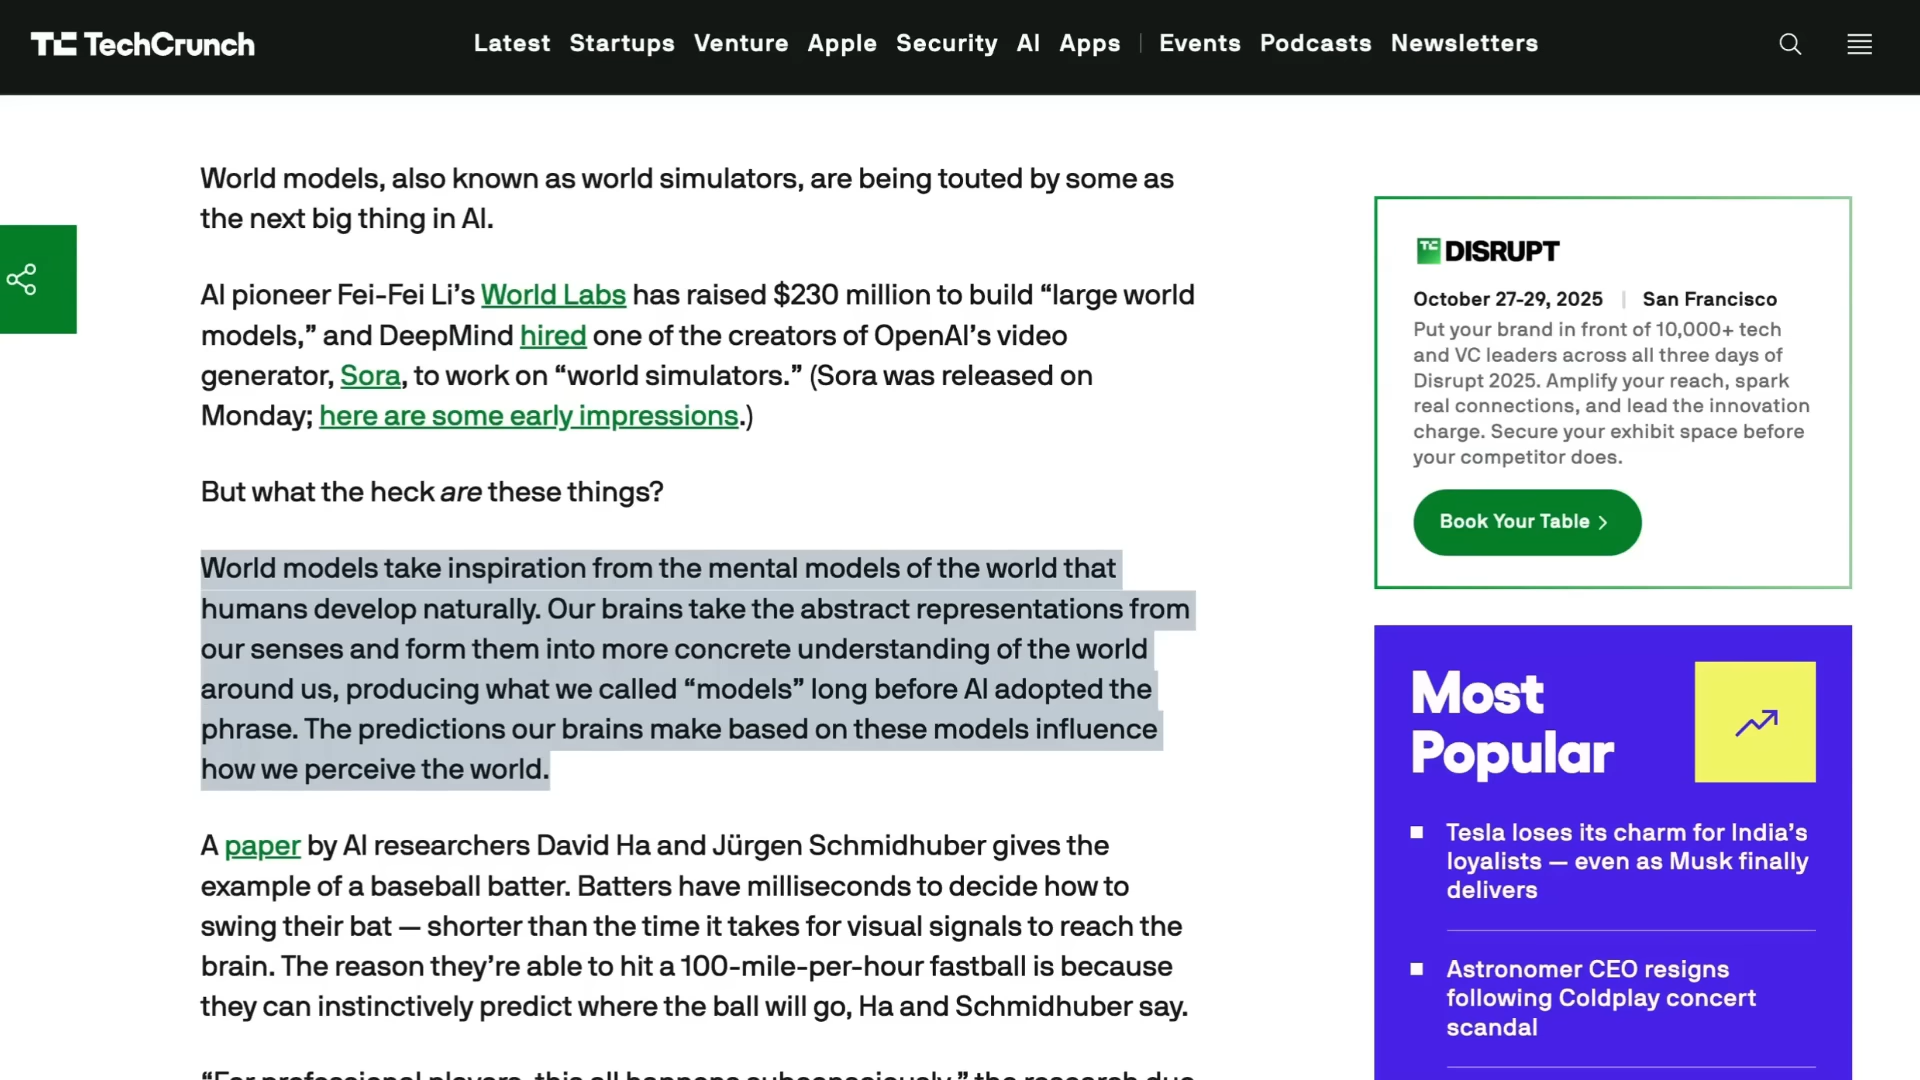 TechCrunch
Latest Startups Venture Apple Security AI Apps | Events Podcasts Newsletters
World models, also known as world simulators, are being touted by some as
the next big thing in AI.
AI pioneer Fei-Fei Li’s World Labs has raised $230 million to build “large world
models,” and DeepMind hired one of the creators of OpenAI’s video
generator, Sora, to work on “world simulators.” (Sora was released on
Monday; here are some early impressions.)
But what the heck are these things?
World models take inspiration from the mental models of the world that
humans develop naturally. Our brains take the abstract representations from
our senses and form them into more concrete understanding of the world
around us, producing what we called “models” long before AI adopted the
phrase. The predictions our brains make based on these models influence
how we perceive the world.
A paper by AI researchers David Ha and Jürgen Schmidhuber gives the
example of a baseball batter. Batters have milliseconds to decide how to
swing their bat — shorter than the time it takes for visual signals to reach the
brain. The reason they’re able to hit a 100-mile-per-hour fastball is because
they can instinctively predict where the ball will go, Ha and Schmidhuber say.
“For professional players, this all happens subconsciously,” the research duo
TC DISRUPT
October 27-29, 2025 | San Francisco
Put your brand in front of 10,000+ tech
and VC leaders across all three days of
Disrupt 2025. Amplify your reach, spark
real connections, and lead the innovation
charge. Secure your exhibit space before
your competitor does.
Book Your Table
Most
Popular
Tesla loses its charm for India’s
loyalists — even as Musk finally
delivers
Astronomer CEO resigns
following Coldplay concert
scandal